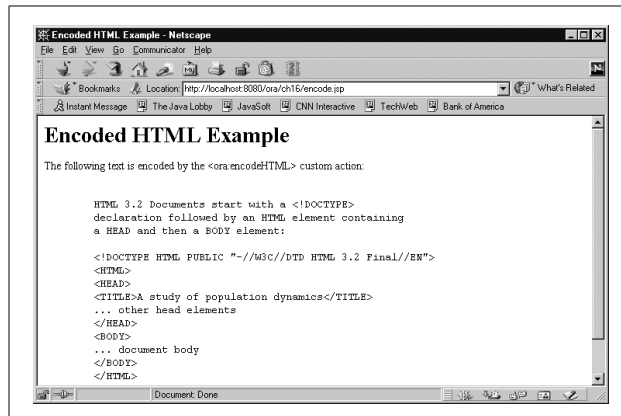 Encoded HTML Example - Netscape
File Edit View Go Communicator Help
Bookmarks Location: http://localhost:8080/ora/ch16/encode.jsp What's Related
Instant Message The Java Lobby JavaSoft CNN Interactive TechWeb Bank of America
Encoded HTML Example
The following text is encoded by the <ora:encodeHTML> custom action:
HTML 3.2 Documents start with a <!DOCTYPE>
declaration followed by an HTML element containing
a HEAD and then a BODY element:
<!DOCTYPE HTML PUBLIC "-//W3C//DTD HTML 3.2 Final//EN">
<HTML>
<HEAD>
<TITLE>A study of population dynamics</TITLE>
... other head elements
</HEAD>
<BODY>
... document body
</BODY>
</HTML>
Document: Done